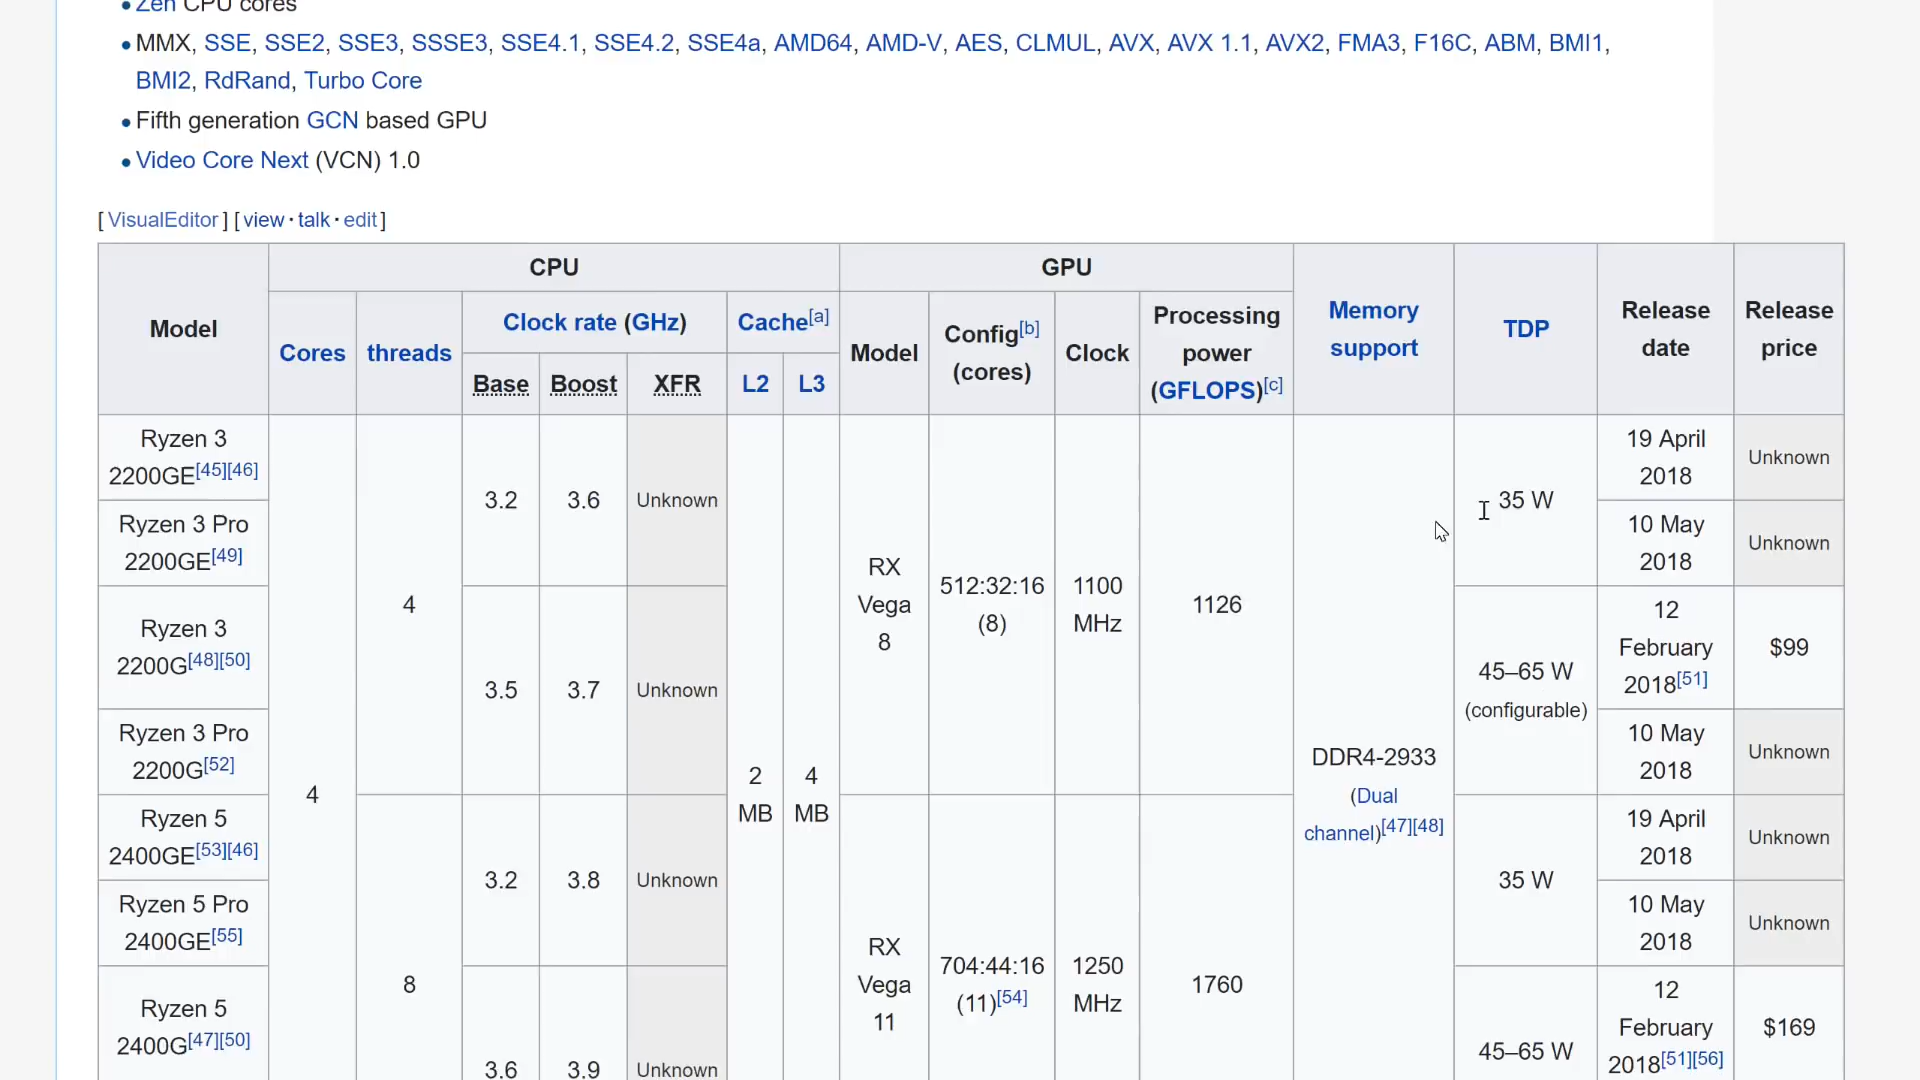 Zen CPU cores
MMX, SSE, SSE2, SSE3, SSSE3, SSE4.1, SSE4.2, SSE4a, AMD64, AMD-V, AES, CLMUL, AVX, AVX 1.1, AVX2, FMA3, F16C, ABM, BMI1,
BMI2, RdRand, Turbo Core
Fifth generation GCN based GPU
Video Core Next (VCN) 1.0
[ VisualEditor ] [ view · talk · edit ]
Model
CPU
GPU
Memory
support
TDP
Release
date
Release
price
Cores
threads
Clock rate (GHz)
Cache[a]
Model
Config[b]
(cores)
Clock
Processing
power
(GFLOPS)[c]
Base
Boost
XFR
L2
L3
Ryzen 3
2200GE[45][46]
4
4
3.2
3.6
Unknown
2
MB
4
MB
RX
Vega
8
512:32:16
(8)
1100
MHz
1126
DDR4-2933
(Dual
channel)[47][48]
35 W
19 April
2018
Unknown
Ryzen 3 Pro
2200GE[49]
10 May
2018
Unknown
Ryzen 3
2200G[48][50]
3.5
3.7
Unknown
45–65 W
(configurable)
12
February
2018[51]
$99
Ryzen 3 Pro
2200G[52]
10 May
2018
Unknown
Ryzen 5
2400GE[53][46]
8
3.2
3.8
Unknown
RX
Vega
11
704:44:16
(11)[54]
1250
MHz
1760
35 W
19 April
2018
Unknown
Ryzen 5 Pro
2400GE[55]
10 May
2018
Unknown
Ryzen 5
2400G[47][50]
3.6
3.9
Unknown
45–65 W
12
February
2018[51][56]
$169